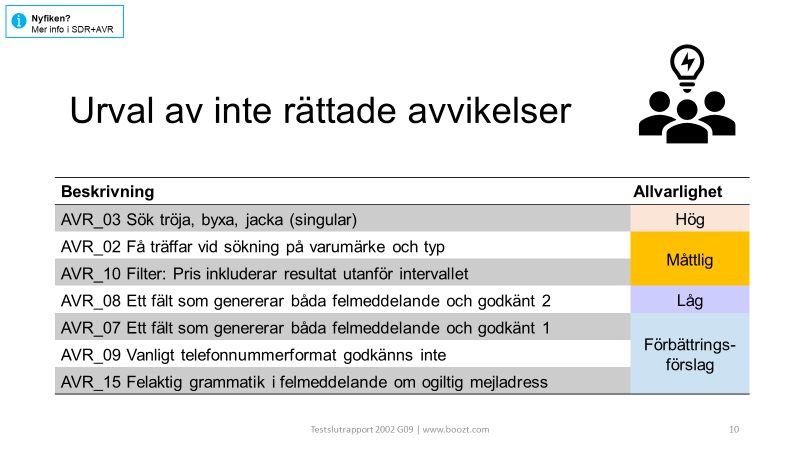 Nyfiken?
Mer info i SDR+AVR
Urval av inte rättade avvikelser
Beskrivning Allvarlighet
AVR_03 Sök tröja, byxa, jacka (singular) Hög
AVR_02 Få träffar vid sökning på varumärke och typ
Måttlig
AVR_10 Filter: Pris inkluderar resultat utanför intervallet
AVR_08 Ett fält som genererar båda felmeddelande och godkänt 2 Låg
AVR_07 Ett fält som genererar båda felmeddelande och godkänt 1
Förbättrings-
förslag
AVR_09 Vanligt telefonnummerformat godkänns inte
AVR_15 Felaktig grammatik i felmeddelande om ogiltig mejladress
Testslutrapport 2002 G09 | www.boozt.com 10